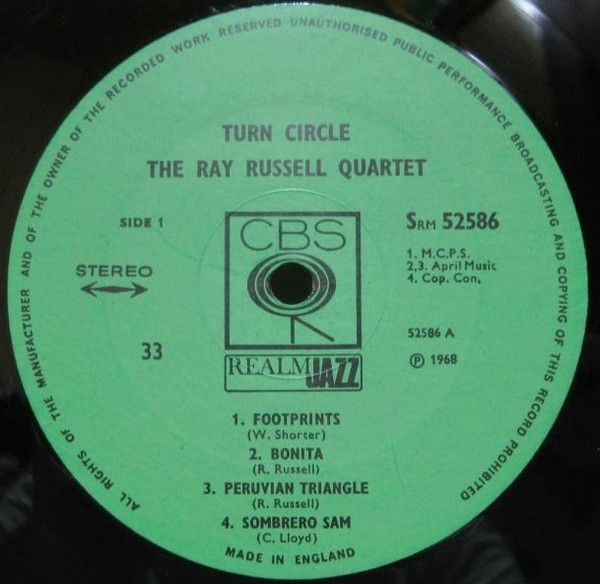 ALL RIGHTS OF THE MANUFACTURER AND OF THE OWNER OF THE RECORDED WORK RESERVED UNAUTHORISED PUBLIC PERFORMANCE BROADCASTING AND COPYING OF THIS RECORD PROHIBITED
TURN CIRCLE
THE RAY RUSSELL QUARTET
SIDE 1
STEREO
33
CBS
REALM JAZZ
SRM 52586
1. M.C.P.S.
2,3. April Music
4. Cop. Con.
52586 A
Ⓟ 1968
1. FOOTPRINTS
(W. Shorter)
2. BONITA
(R. Russell)
3. PERUVIAN TRIANGLE
(R. Russell)
4. SOMBRERO SAM
(C. Lloyd)
MADE IN ENGLAND